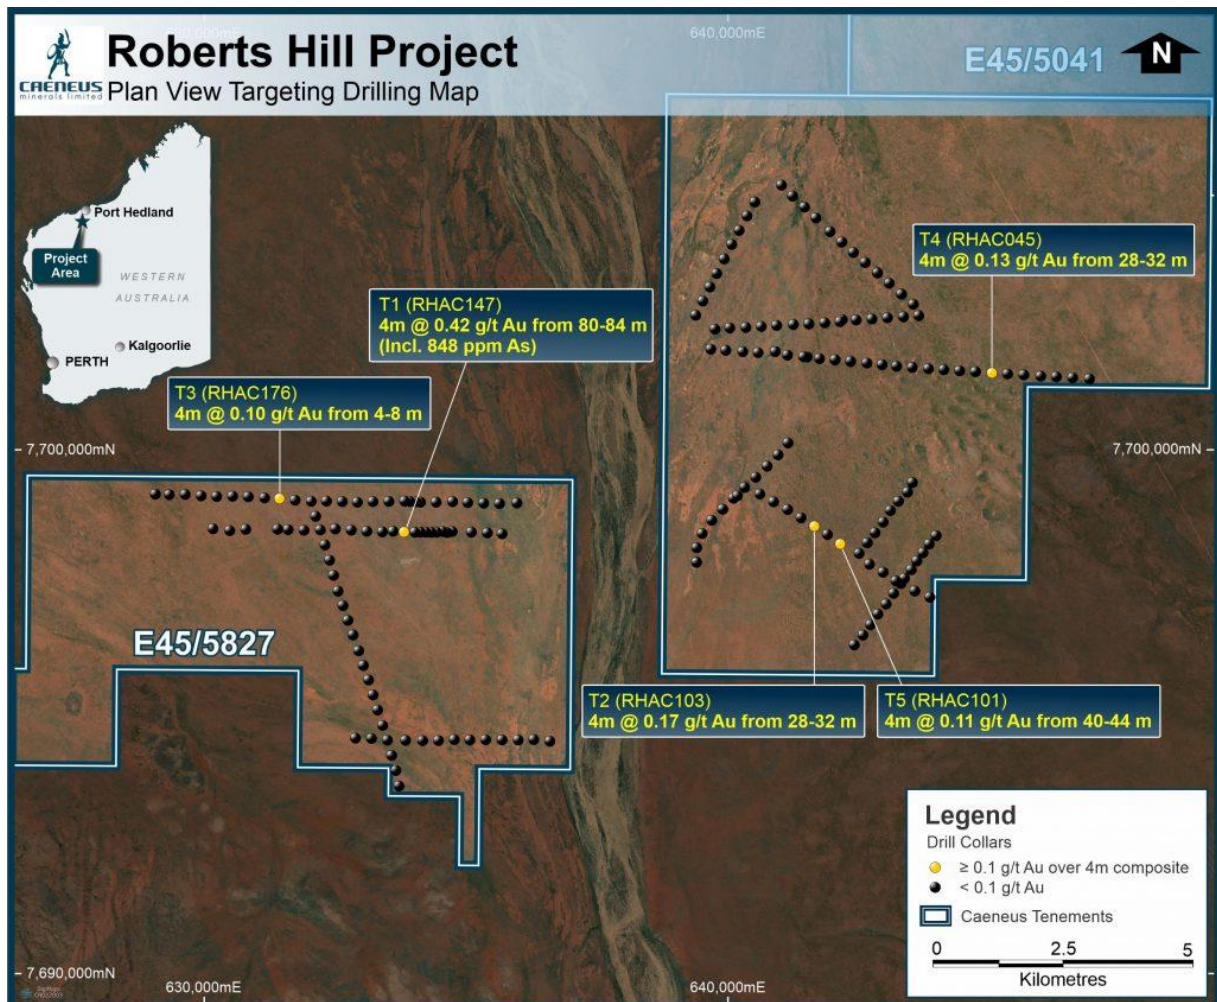 CAENEUS
minerals limited
Roberts Hill Project
Plan View Targeting Drilling Map
640,000mE
E45/5041
N
Port Hedland
Project
Area
WESTERN
AUSTRALIA
Kalgoorlie
PERTH
T4 (RHAC045)
4m @ 0.13 g/t Au from 28-32 m
T1 (RHAC147)
4m @ 0.42 g/t Au from 80-84 m
(Incl. 848 ppm As)
T3 (RHAC176)
4m @ 0.10 g/t Au from 4-8 m
7,700,000mN
7,700,000mN
E45/5827
T2 (RHAC103)
4m @ 0.17 g/t Au from 28-32 m
T5 (RHAC101)
4m @ 0.11 g/t Au from 40-44 m
Legend
Drill Collars
≥ 0.1 g/t Au over 4m composite
< 0.1 g/t Au
Caeneus Tenements
0 2.5 5
Kilometres
7,690,000mN
630,000mE
640,000mE